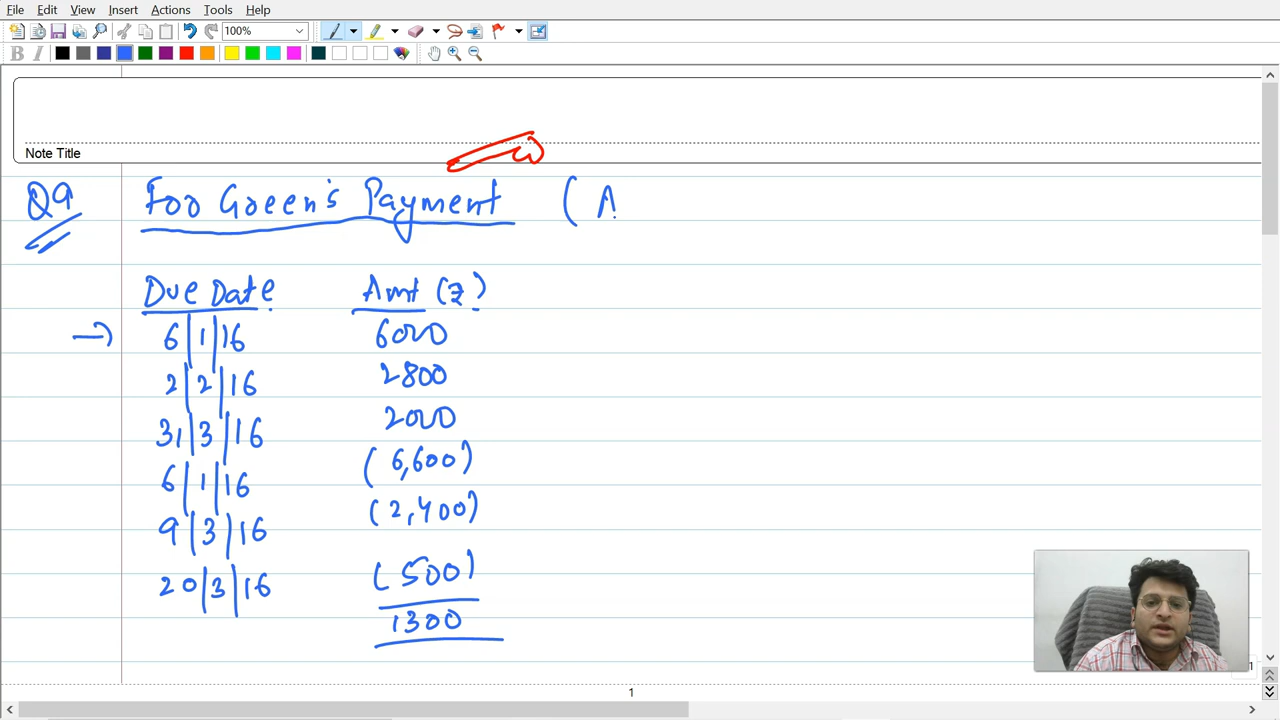 File Edit View Insert Actions Tools Help
100%
B I
Note Title
Q9 For Green's Payment ( A
Due Date Amt (₹)
→ 6|1|16 6000
2|2|16 2800
31|3|16 2000
6|1|16 (6,600)
9|3|16 (2,400)
20|3|16 (500)
1300
1
1